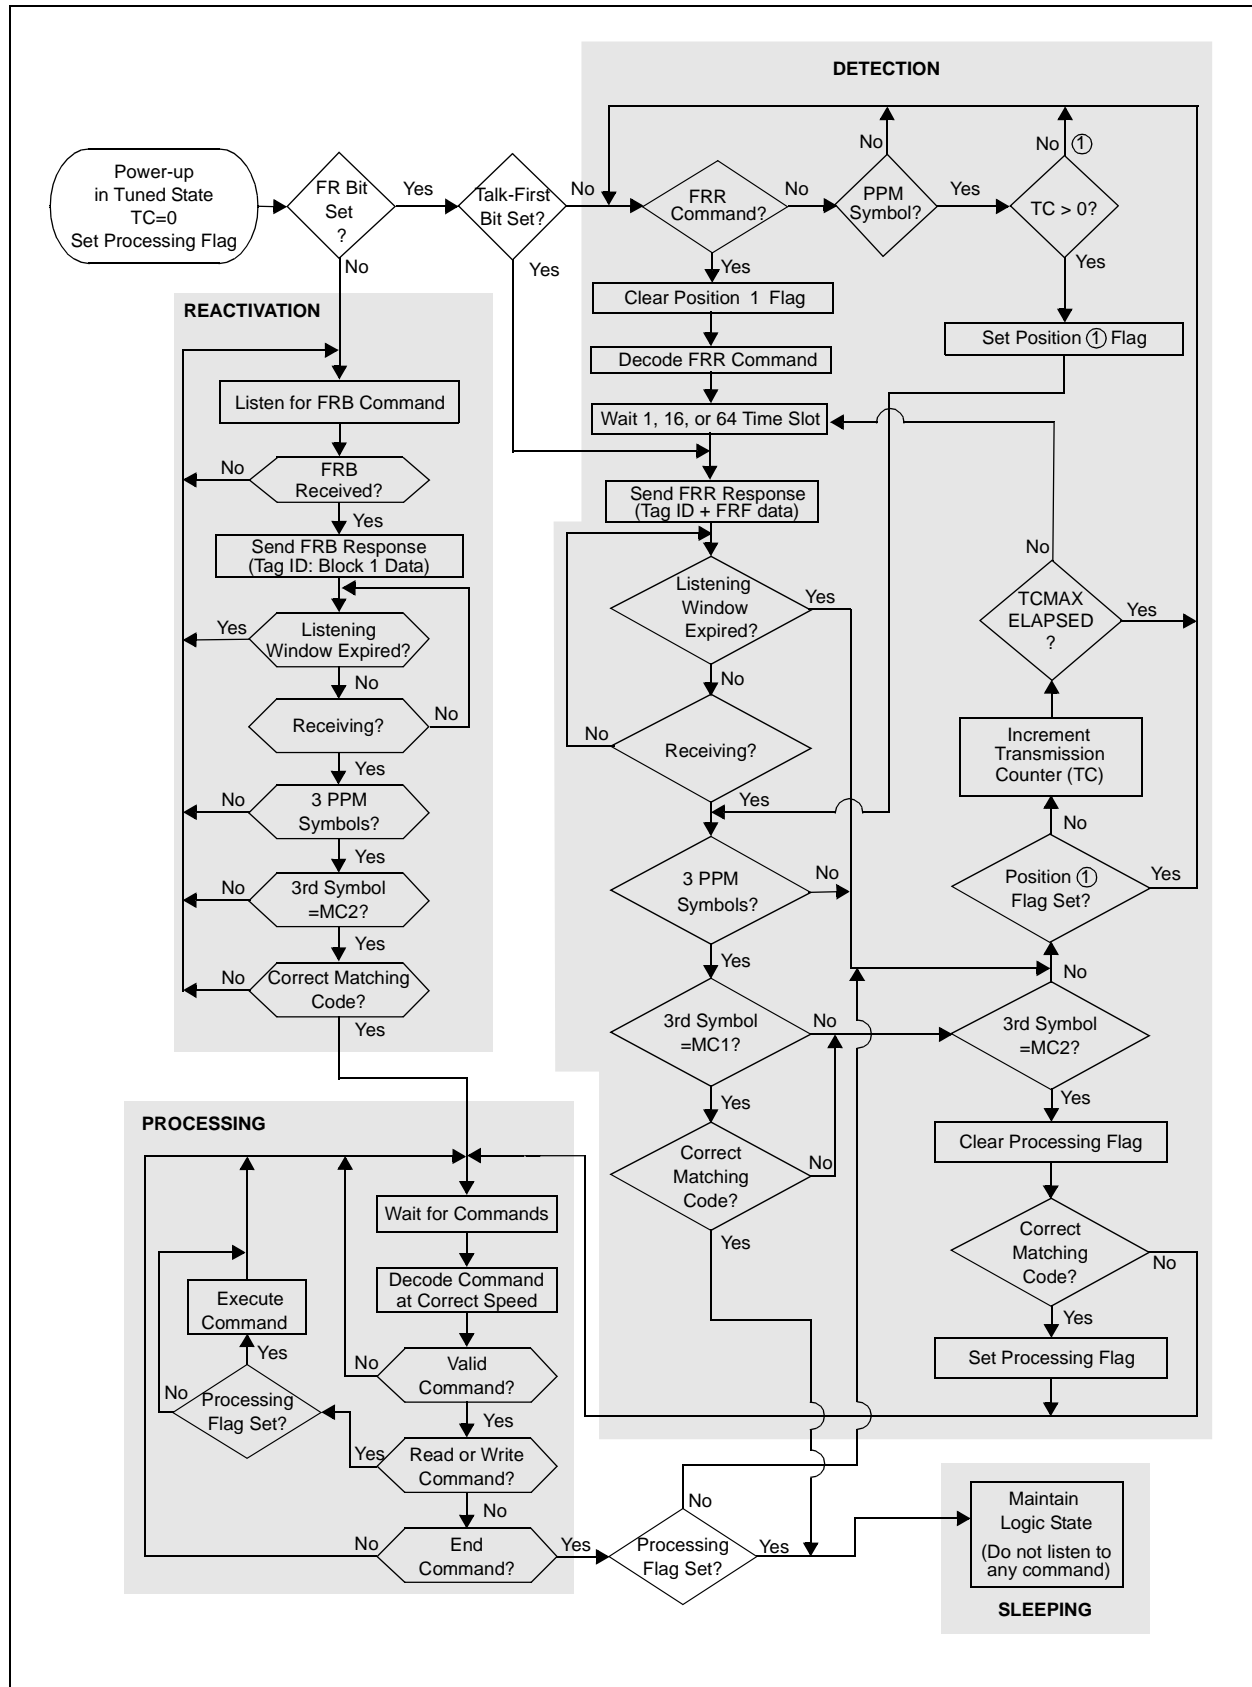 DETECTION
Power-up
in Tuned State
TC=0
Set Processing Flag
FR Bit
Set
?
Yes
No
Talk-First
Bit Set?
No
Yes
FRR
Command?
No
Yes
PPM
Symbol?
No
Yes
TC > 0?
No ①
Yes
Clear Position 1 Flag
Decode FRR Command
Wait 1, 16, or 64 Time Slot
Set Position ① Flag
Send FRR Response
(Tag ID + FRF data)
Listening
Window
Expired?
Yes
No
Receiving?
No
Yes
3 PPM
Symbols?
No
Yes
3rd Symbol
=MC1?
No
Yes
Correct
Matching
Code?
No
Yes
No
TCMAX
ELAPSED
?
Yes
Increment
Transmission
Counter (TC)
No
Position ①
Flag Set?
Yes
No
3rd Symbol
=MC2?
Yes
Clear Processing Flag
Correct
Matching
Code?
No
Yes
Set Processing Flag
REACTIVATION
Listen for FRB Command
FRB
Received?
No
Yes
Send FRB Response
(Tag ID: Block 1 Data)
Listening
Window Expired?
Yes
No
Receiving?
No
Yes
3 PPM
Symbols?
No
Yes
3rd Symbol
=MC2?
No
Yes
Correct Matching
Code?
No
Yes
PROCESSING
Wait for Commands
Decode Command
at Correct Speed
Valid
Command?
No
Yes
Read or Write
Command?
Yes
No
Execute
Command
Yes
Processing
Flag Set?
No
End
Command?
No
Yes
Processing
Flag Set?
No
Yes
Maintain
Logic State
(Do not listen to
any command)
SLEEPING